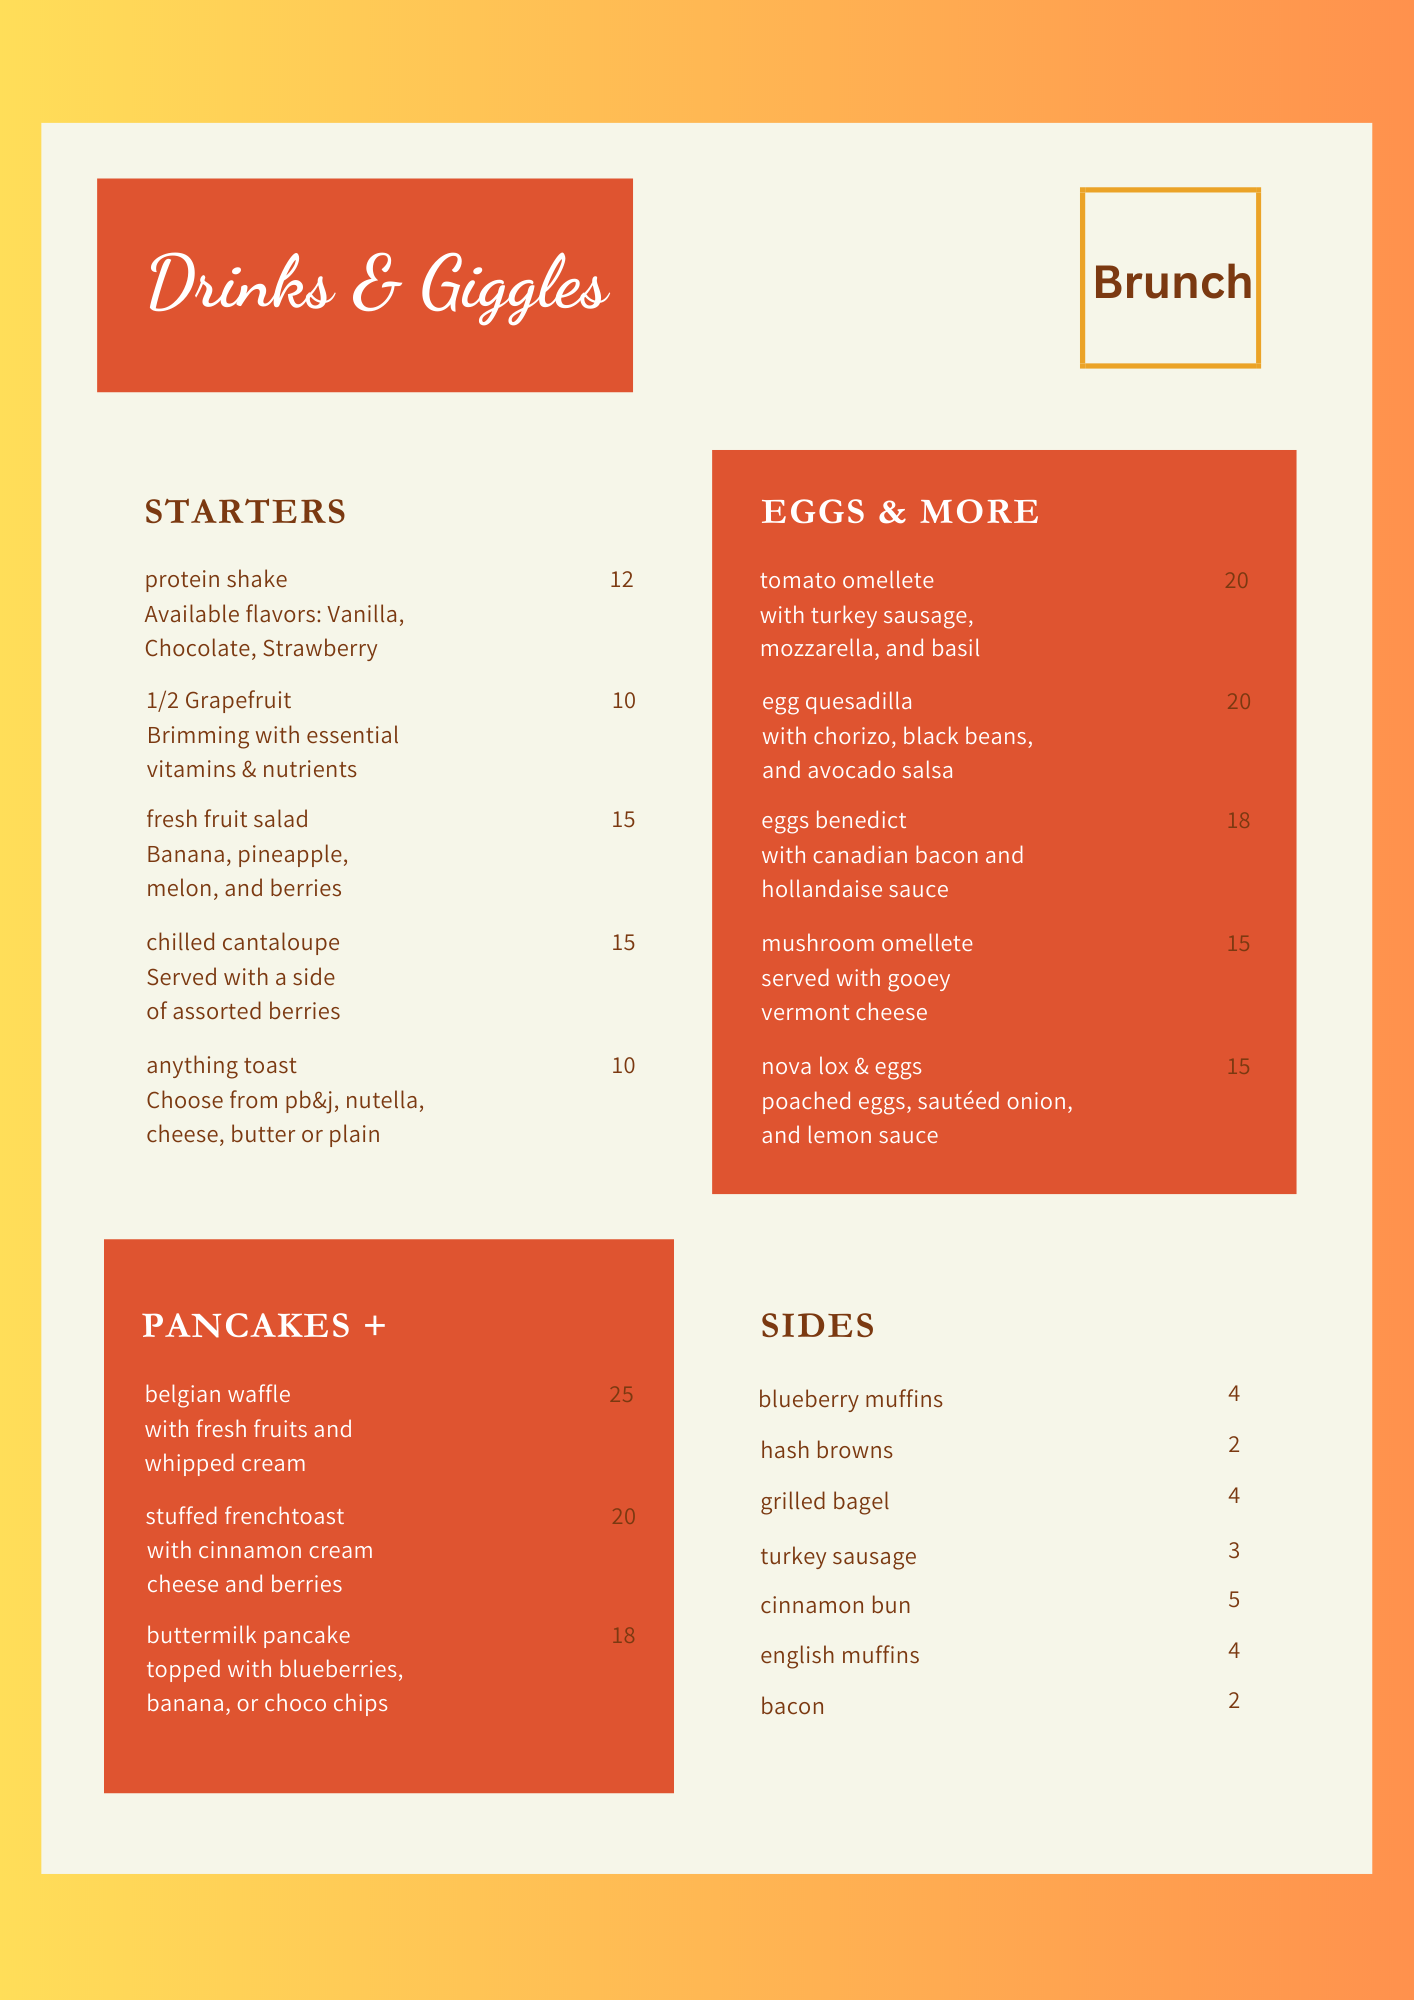 Drinks & Giggles
Brunch
STARTERS
protein shake 12
Available flavors: Vanilla,
Chocolate, Strawberry
1/2 Grapefruit 10
Brimming with essential
vitamins & nutrients
fresh fruit salad 15
Banana, pineapple,
melon, and berries
chilled cantaloupe 15
Served with a side
of assorted berries
anything toast 10
Choose from pb&j, nutella,
cheese, butter or plain
EGGS & MORE
tomato omellete 20
with turkey sausage,
mozzarella, and basil
egg quesadilla 20
with chorizo, black beans,
and avocado salsa
eggs benedict 18
with canadian bacon and
hollandaise sauce
mushroom omellete 15
served with gooey
vermont cheese
nova lox & eggs 15
poached eggs, sautéed onion,
and lemon sauce
PANCAKES +
belgian waffle 25
with fresh fruits and
whipped cream
stuffed frenchtoast 20
with cinnamon cream
cheese and berries
buttermilk pancake 18
topped with blueberries,
banana, or choco chips
SIDES
blueberry muffins 4
hash browns 2
grilled bagel 4
turkey sausage 3
cinnamon bun 5
english muffins 4
bacon 2